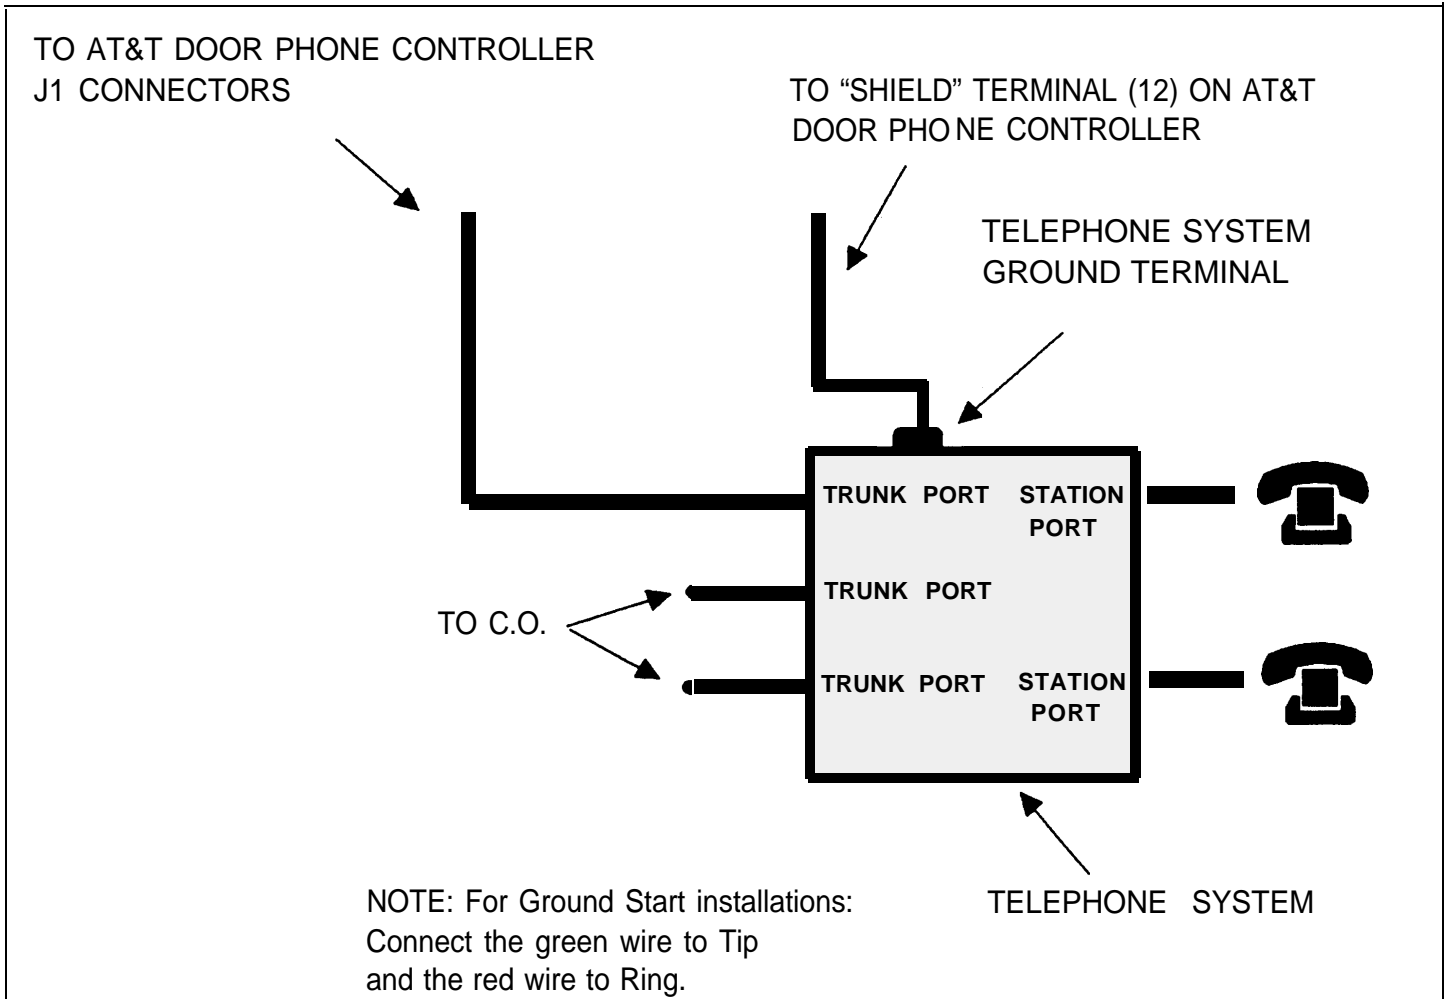 TO AT&T DOOR PHONE CONTROLLER
J1 CONNECTORS
TO “SHIELD” TERMINAL (12) ON AT&T
DOOR PHONE CONTROLLER
TELEPHONE SYSTEM
GROUND TERMINAL
TRUNK PORT
STATION
PORT
TRUNK PORT
TO C.O.
TRUNK PORT
STATION
PORT
NOTE: For Ground Start installations:
Connect the green wire to Tip
and the red wire to Ring.
TELEPHONE SYSTEM